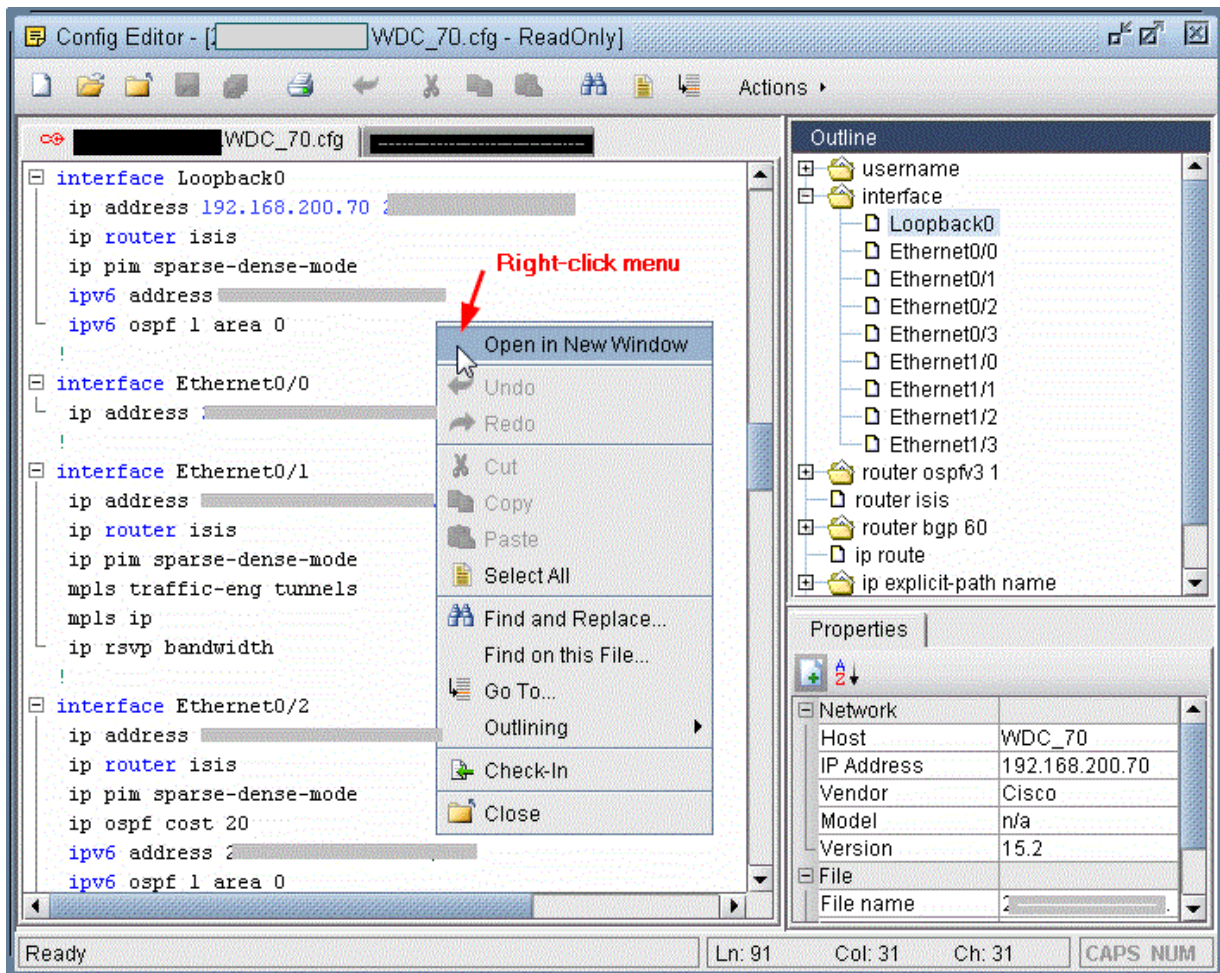 Config Editor - [ WDC_70.cfg - ReadOnly]
Actions
WDC_70.cfg
interface Loopback0
ip address 192.168.200.70
ip router isis
ip pim sparse-dense-mode
ipv6 address
ipv6 ospf 1 area 0
!
interface Ethernet0/0
ip address
!
interface Ethernet0/1
ip address
ip router isis
ip pim sparse-dense-mode
mpls traffic-eng tunnels
mpls ip
ip rsvp bandwidth
!
interface Ethernet0/2
ip address
ip router isis
ip pim sparse-dense-mode
ip ospf cost 20
ipv6 address 2
ipv6 ospf 1 area 0
Right-click menu
Open in New Window
Undo
Redo
Cut
Copy
Paste
Select All
Find and Replace...
Find on this File...
Go To...
Outlining
Check-In
Close
Outline
username
interface
Loopback0
Ethernet0/0
Ethernet0/1
Ethernet0/2
Ethernet0/3
Ethernet1/0
Ethernet1/1
Ethernet1/2
Ethernet1/3
router ospfv3 1
router isis
router bgp 60
ip route
ip explicit-path name
Properties
Network
Host WDC_70
IP Address 192.168.200.70
Vendor Cisco
Model n/a
Version 15.2
File
File name 2
Ready Ln: 91 Col: 31 Ch: 31 CAPS NUM